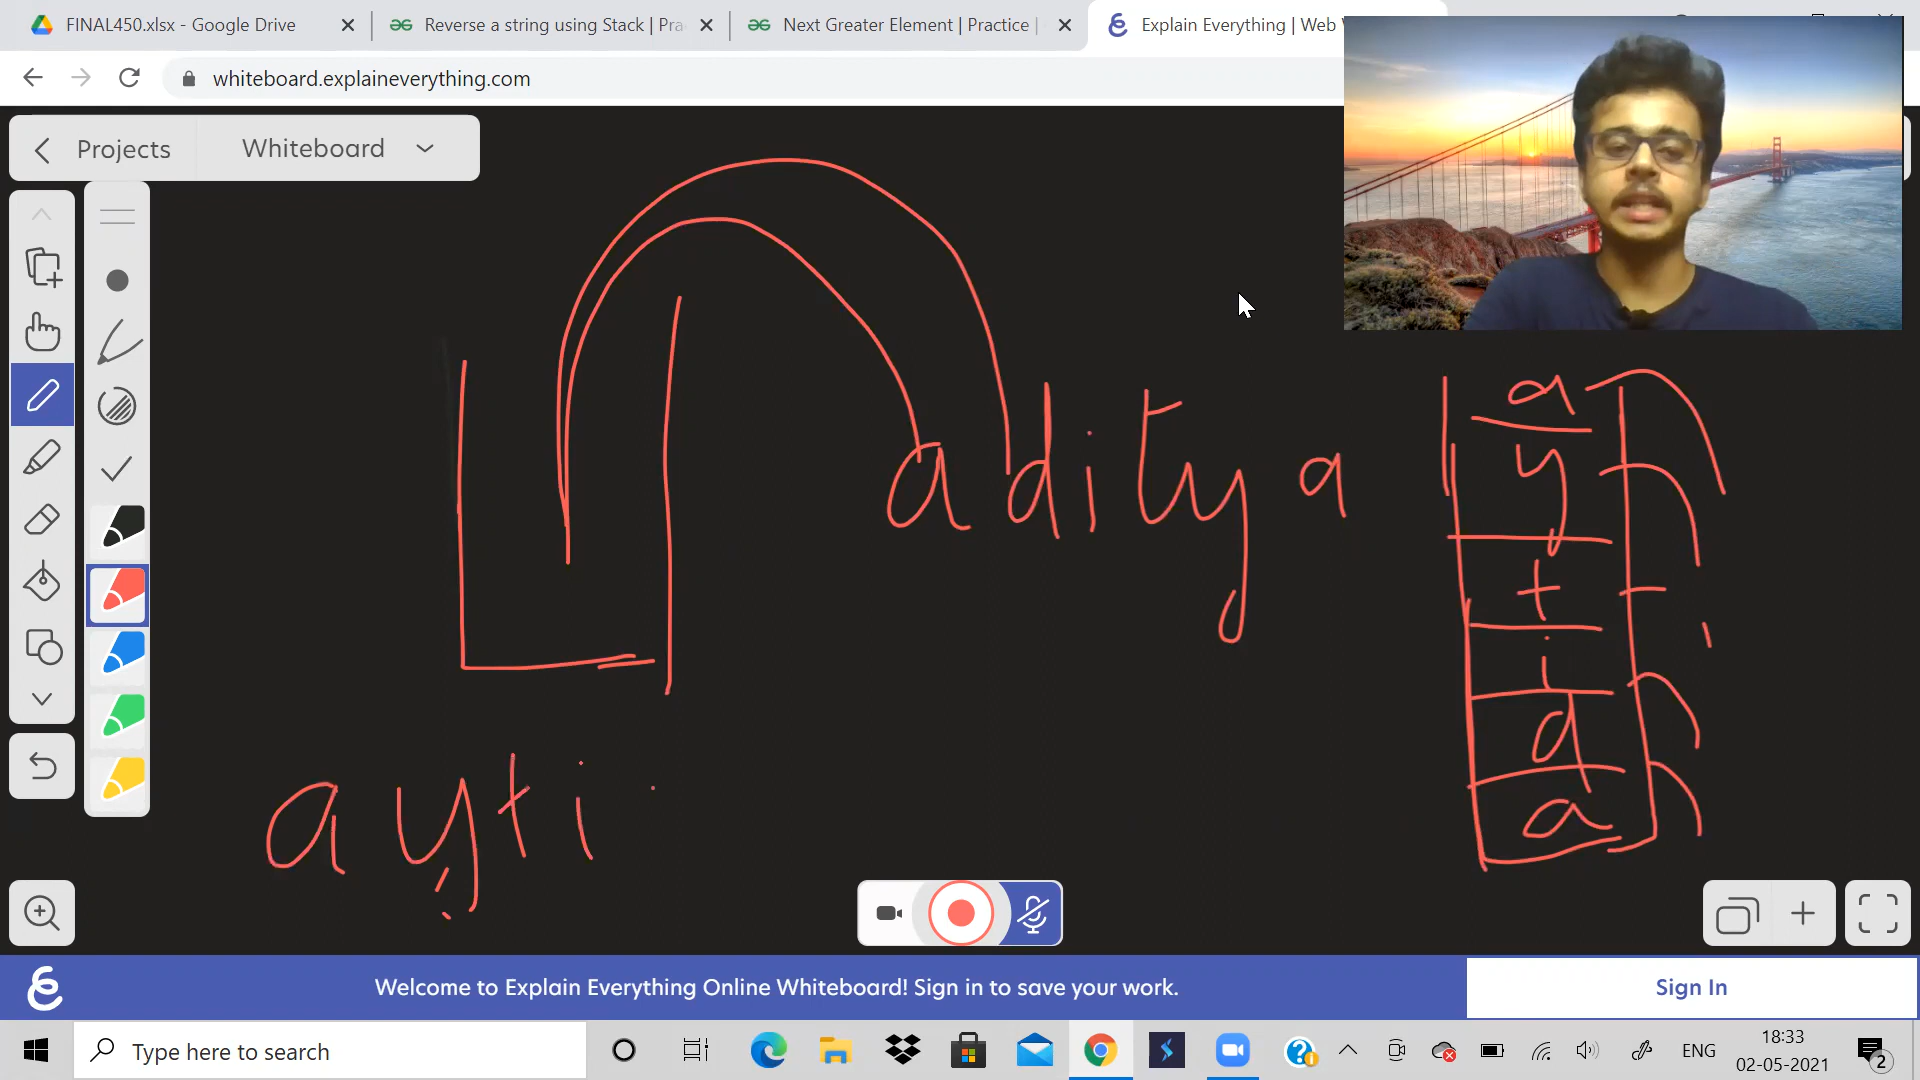 FINAL450.xlsx - Google Drive
Reverse a string using Stack | Pra
Next Greater Element | Practice |
Explain Everything | Web
whiteboard.explaineverything.com
Projects
Whiteboard
aditya
a
y
t
i
d
a
ayti
Welcome to Explain Everything Online Whiteboard! Sign in to save your work.
Sign In
Type here to search
ENG
18:33
02-05-2021
2